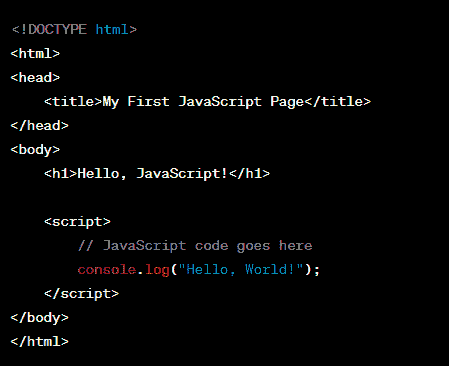 <!DOCTYPE html>
<html>
<head>
    <title>My First JavaScript Page</title>
</head>
<body>
    <h1>Hello, JavaScript!</h1>

    <script>
        // JavaScript code goes here
        console.log("Hello, World!");
    </script>
</body>
</html>